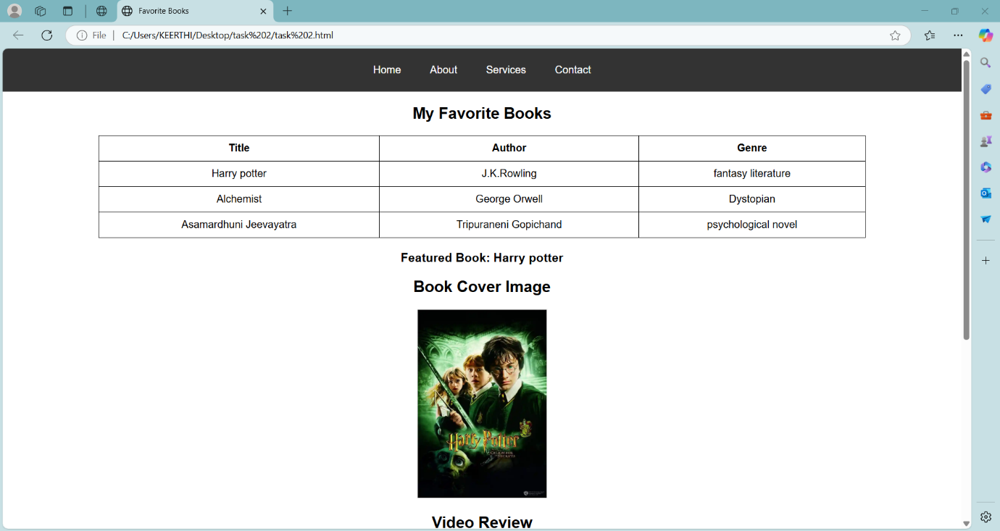 Favorite Books
File | C:/Users/KEERTHI/Desktop/task%202/task%202.html
Home About Services Contact
My Favorite Books
Title Author Genre
Harry potter J.K.Rowling fantasy literature
Alchemist George Orwell Dystopian
Asamardhuni Jeevayatra Tripuraneni Gopichand psychological novel
Featured Book: Harry potter
Book Cover Image
Harry Potter
CHAMBER
SECRETS
Video Review